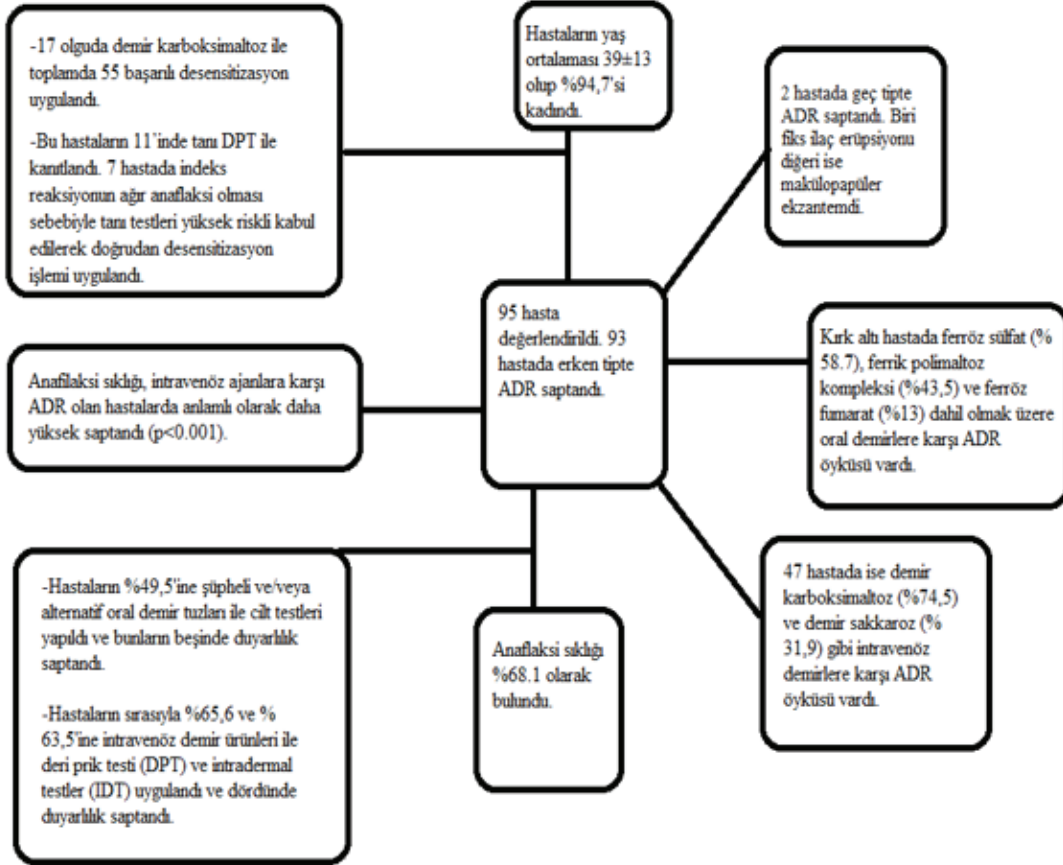 -17 olguda demir karboksimaltoz ile
toplamda 55 başarılı desensitizasyon
uygulandı.
-Bu hastaların 11'inde tanı DPT ile
kanıtlandı. 7 hastada indeks
reaksiyonun ağır anaflaksi olması
sebebiyle tanı testleri yüksek riskli kabul
edilerek doğrudan desensitizasyon
işlemi uygulandı.
Hastaların yaş
ortalaması 39±13
olup %94,7'si
kadındı.
2 hastada geç tipte
ADR saptandı. Biri
fiks ilaç erüpsiyonu
diğeri ise
makülopapüler
ekzantemdi.
95 hasta
değerlendirildi. 93
hastada erken tipte
ADR saptandı.
Anafilaksi sıklığı, intravenöz ajanlara karşı
ADR olan hastalarda anlamlı olarak daha
yüksek saptandı (p<0.001).
Kırk altı hastada ferröz sülfat (%
58.7), ferrik polimaltoz
kompleksi (%43,5) ve ferröz
fumarat (%13) dahil olmak üzere
oral demirlere karşı ADR
öyküsü vardı.
-Hastaların %49,5'ine şüpheli ve/veya
alternatif oral demir tuzları ile cilt testleri
yapıldı ve bunların beşinde duyarlılık
saptandı.
-Hastaların sırasıyla %65,6 ve %
63,5'ine intravenöz demir ürünleri ile
deri prik testi (DPT) ve intradermal
testler (IDT) uygulandı ve dördünde
duyarlılık saptandı.
Anaflaksi sıklığı
%68.1 olarak
bulundu.
47 hastada ise demir
karboksimaltoz (%74,5)
ve demir sakkaroz (%
31,9) gibi intravenöz
demirlere karşı ADR
öyküsü vardı.